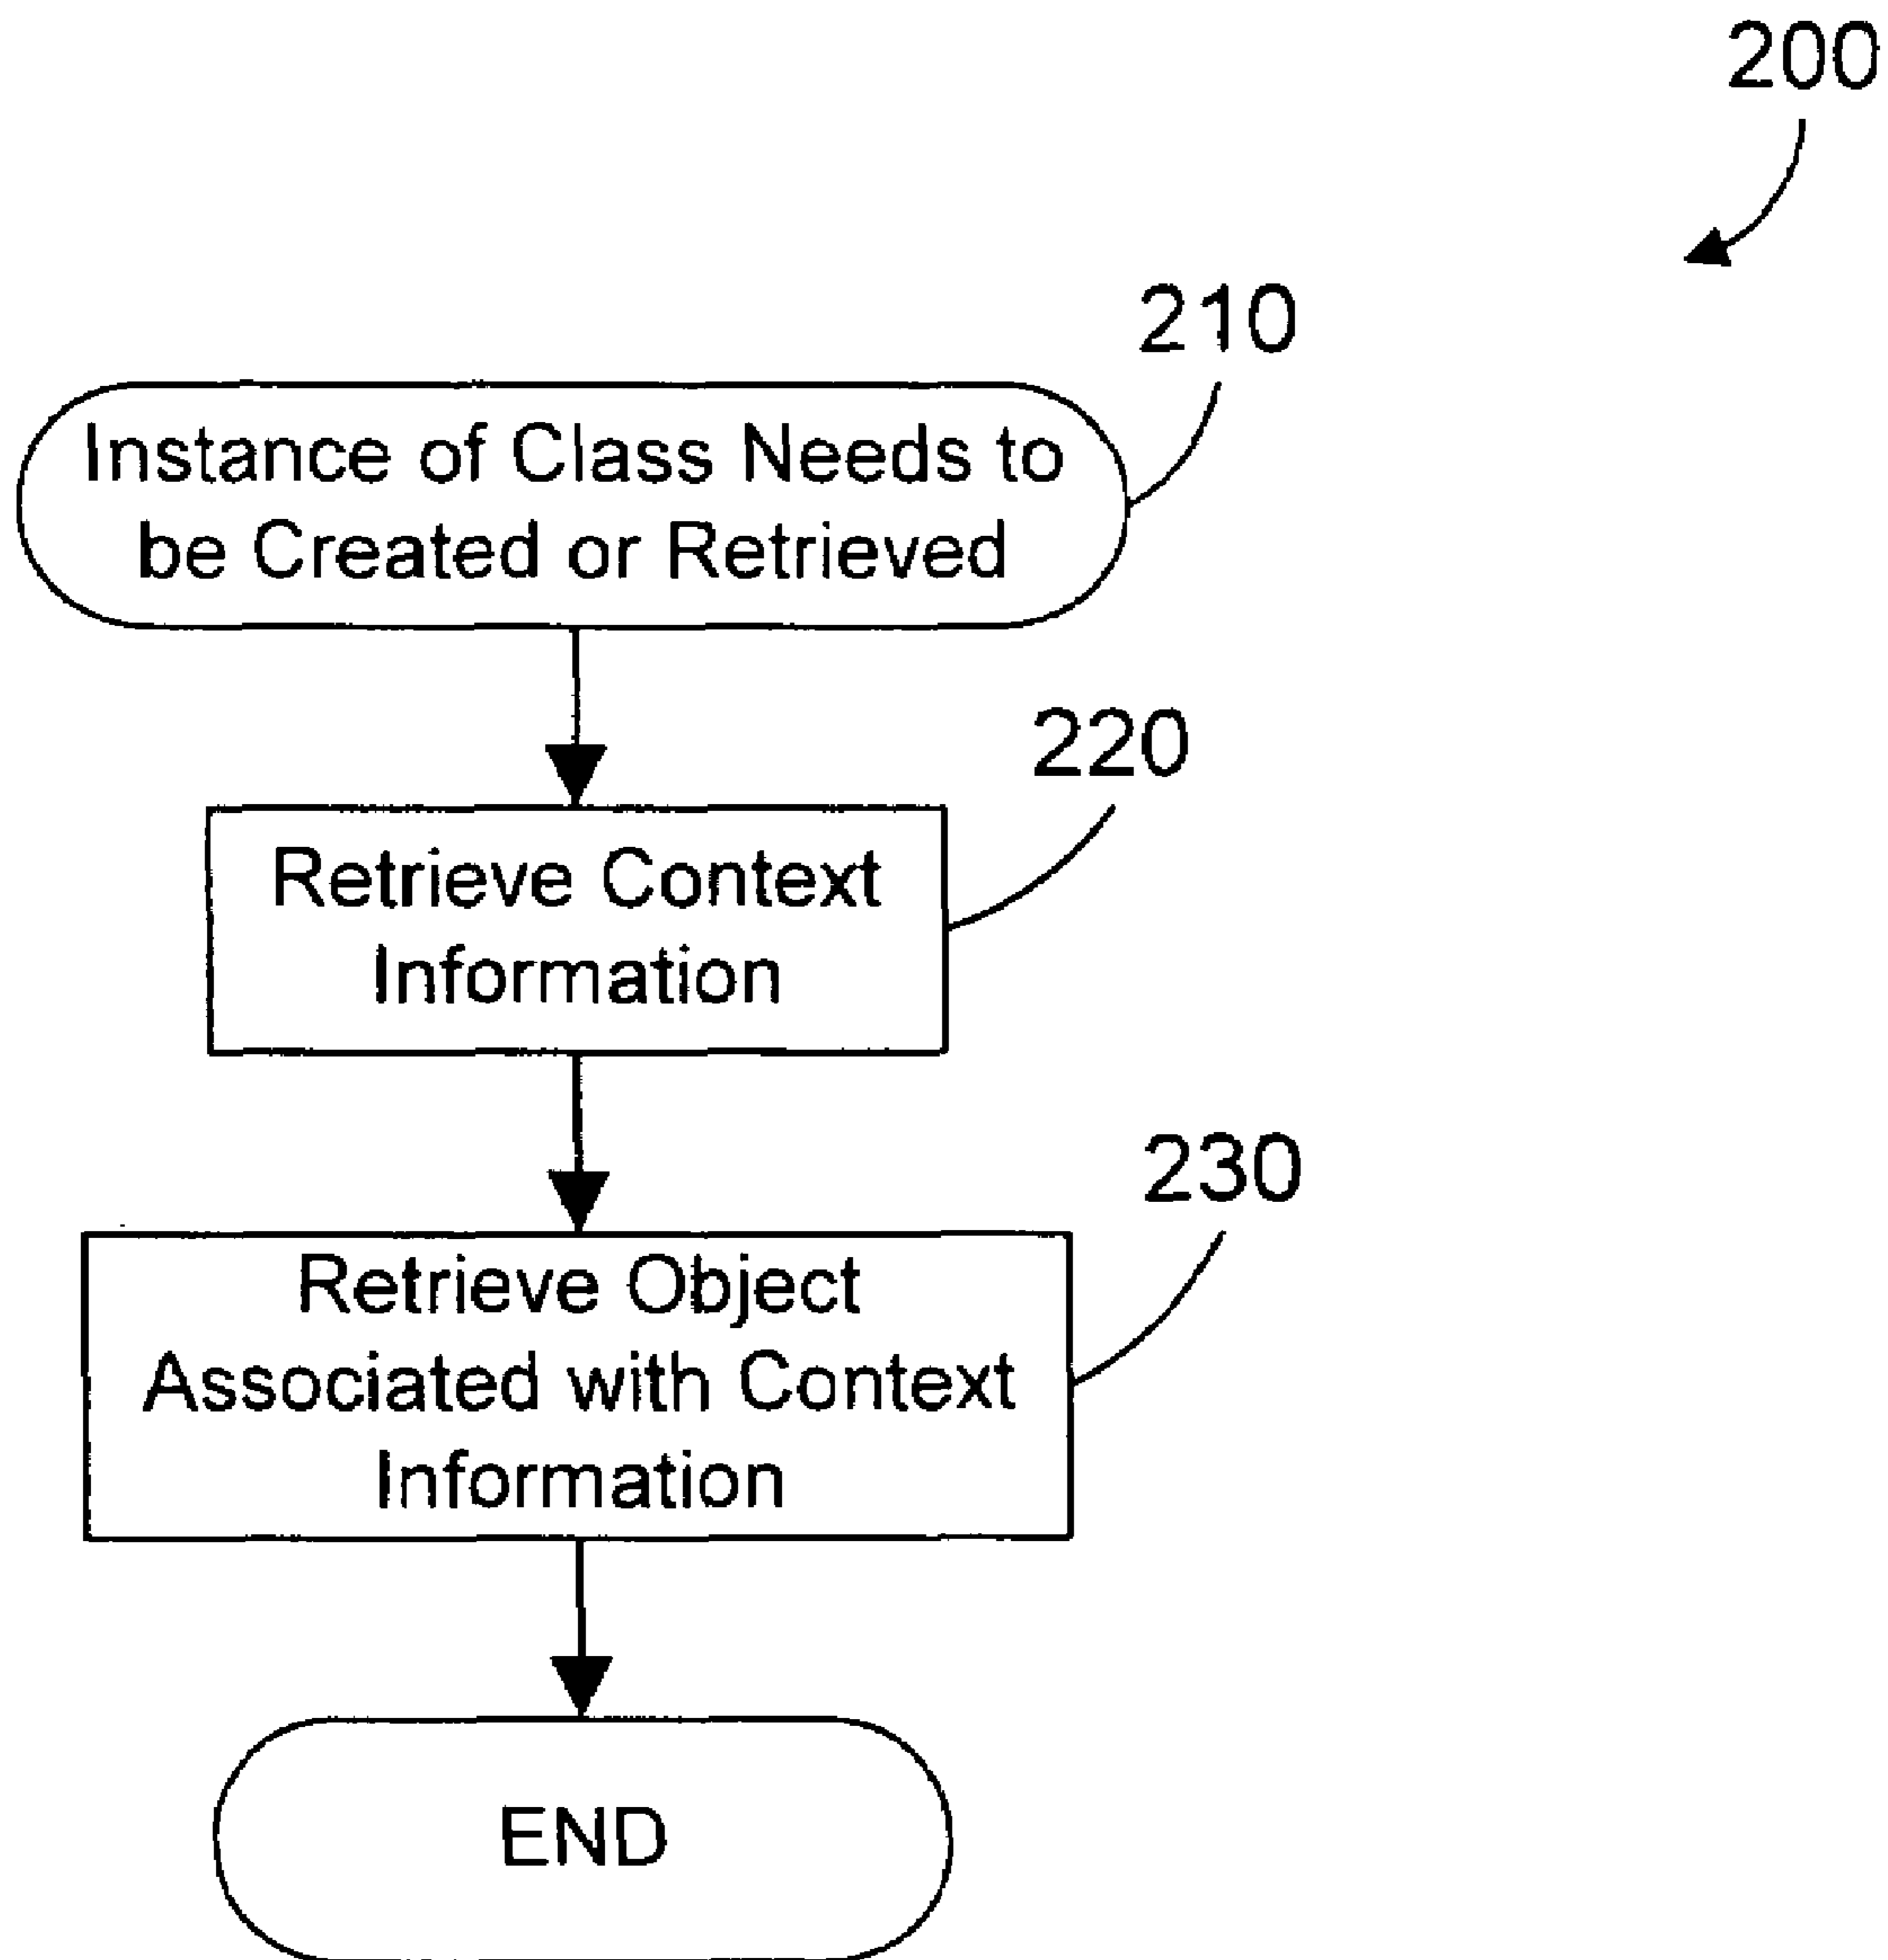 200
210
Instance of Class Needs to
be Created or Retrieved
220
Retrieve Context
Information
230
Retrieve Object
Associated with Context
Information
END